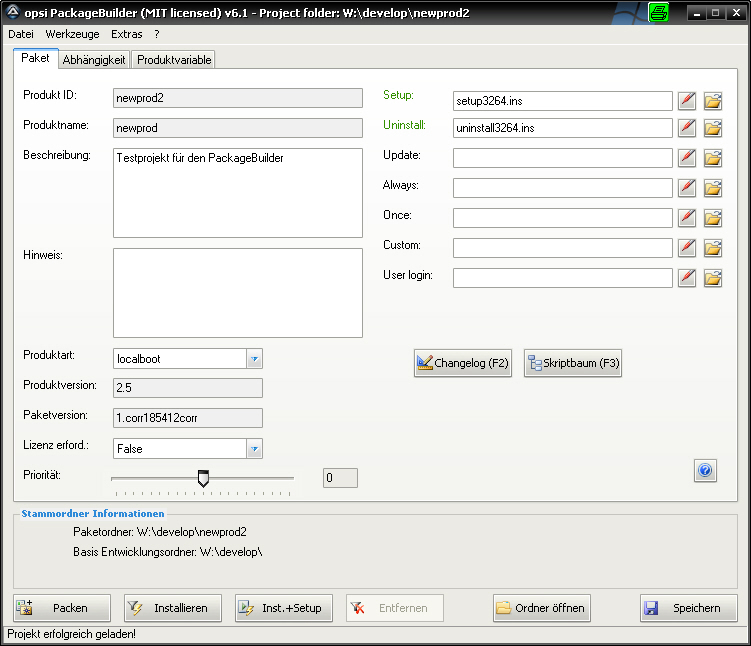 opsi PackageBuilder (MIT licensed) v6.1 - Project folder: W:\develop\newprod2
Datei Werkzeuge Extras ?
Paket Abhängigkeit Produktvariable
Produkt ID: newprod2
Produktname: newprod
Beschreibung: Testprojekt für den PackageBuilder
Hinweis:
Produktart: localboot
Produktversion: 2.5
Paketversion: 1.corr185412corr
Lizenz erford.: False
Priorität: 0
Setup: setup3264.ins
Uninstall: uninstall3264.ins
Update:
Always:
Once:
Custom:
User login:
Changelog (F2) Skriptbaum (F3)
Stammordner Informationen
Paketordner: W:\develop\newprod2
Basis Entwicklungsordner: W:\develop\
Packen Installieren Inst.+Setup Entfernen Ordner öffnen Speichern
Projekt erfolgreich geladen!